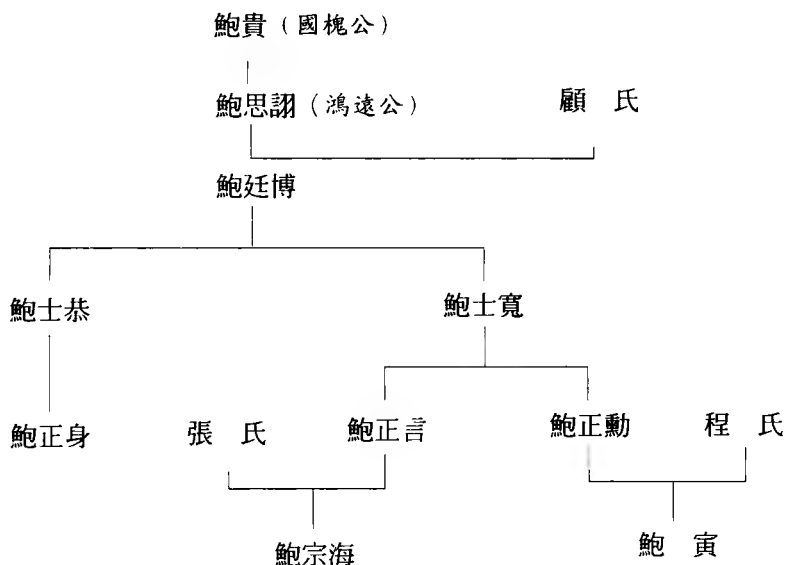 鮑貴（國槐公）
鮑思詡（鴻遠公） 顧 氏
鮑廷博
鮑士恭 鮑士寬
鮑正身 張 氏 鮑正言 鮑正勳 程 氏
鮑宗海 鮑 寅